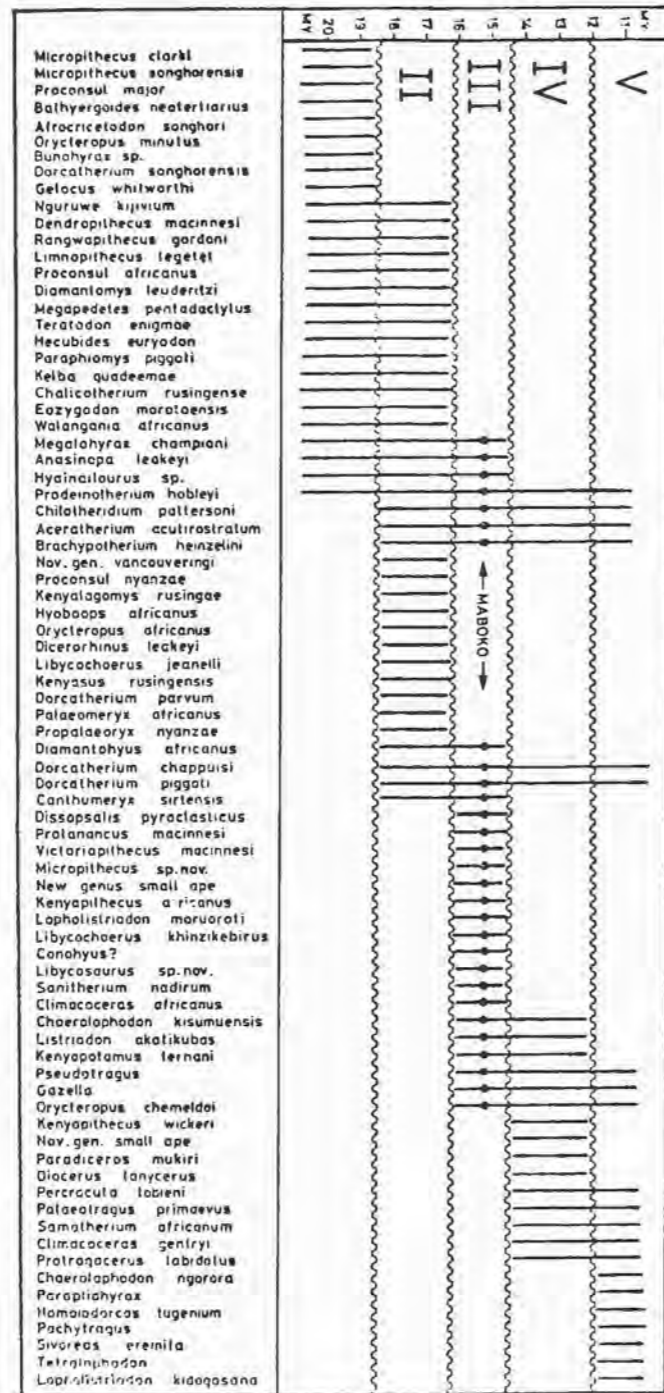 MY
20
19
18
17
16
15
14
13
12
11
MY
II
III
IV
V
Micropithecus clarki
Micropithecus songhorensis
Proconsul major
Bathyergoides neotertiarius
Afrocricetodon songhori
Orycteropus minutus
Bunohyrax sp.
Dorcatherium songhorensis
Gelocus whitworthi
Nguruwe kijivium
Dendropithecus macinnesi
Rangwapithecus gordoni
Limnopithecus legetet
Proconsul africanus
Diamantomys leuderitzi
Megapedetes pentadactylus
Teratodon enigmae
Hecubides euryodon
Paraphiomys piggoti
Kelba quadeemae
Chalicotherium rusingense
Eozygodon morotoensis
Walangania africanus
Megalohyrax championi
Anasinopa leakeyi
Hyainailourus sp.
Prodeinotherium hobleyi
Chilotheridium pattersoni
Aceratherium acutirostratum
Brachypotherium heinzelini
Nov. gen. vancouveringi
Proconsul nyanzae
Kenyalagomys rusingae
Hyoboops africanus
Orycteropus africanus
Dicerorhinus leakeyi
Libycochoerus jeanelli
Kenyasus rusingensis
Dorcatherium parvum
Palaeomeryx africanus
Propalaeoryx nyanzae
Diamantohyus africanus
Dorcatherium chappuisi
Dorcatherium piggoti
Canthumeryx sirtensis
Dissopsalis pyroclasticus
Protanancus macinnesi
Victoriapithecus macinnesi
Micropithecus sp.nov.
New genus small ape
Kenyapithecus a ricanus
Lopholistriodon moruoroti
Libycochoerus khinzikebirus
Conohyus?
Libycosaurus sp.nov.
Sanitherium nadirum
Climacoceras africanus
Choerolophodon kisumuensis
Listriodon akatikubas
Kenyapotamus ternani
Pseudotragus
Gazella
Orycteropus chemeldoi
Kenyapithecus wickeri
Nov. gen. small ape
Paradiceros mukiri
Oiocerus tanycerus
Percrocuta tobieni
Palaeotragus primaevus
Samotherium africanum
Climacoceras gentryi
Protragocerus labidotus
Choerolophodon ngorora
Parapliohyrax
Homoiodorcas tugenium
Pachytragus
Sivoreas eremita
Tetralophodon
Lopholistriodon kidogosana
← MABOKO →